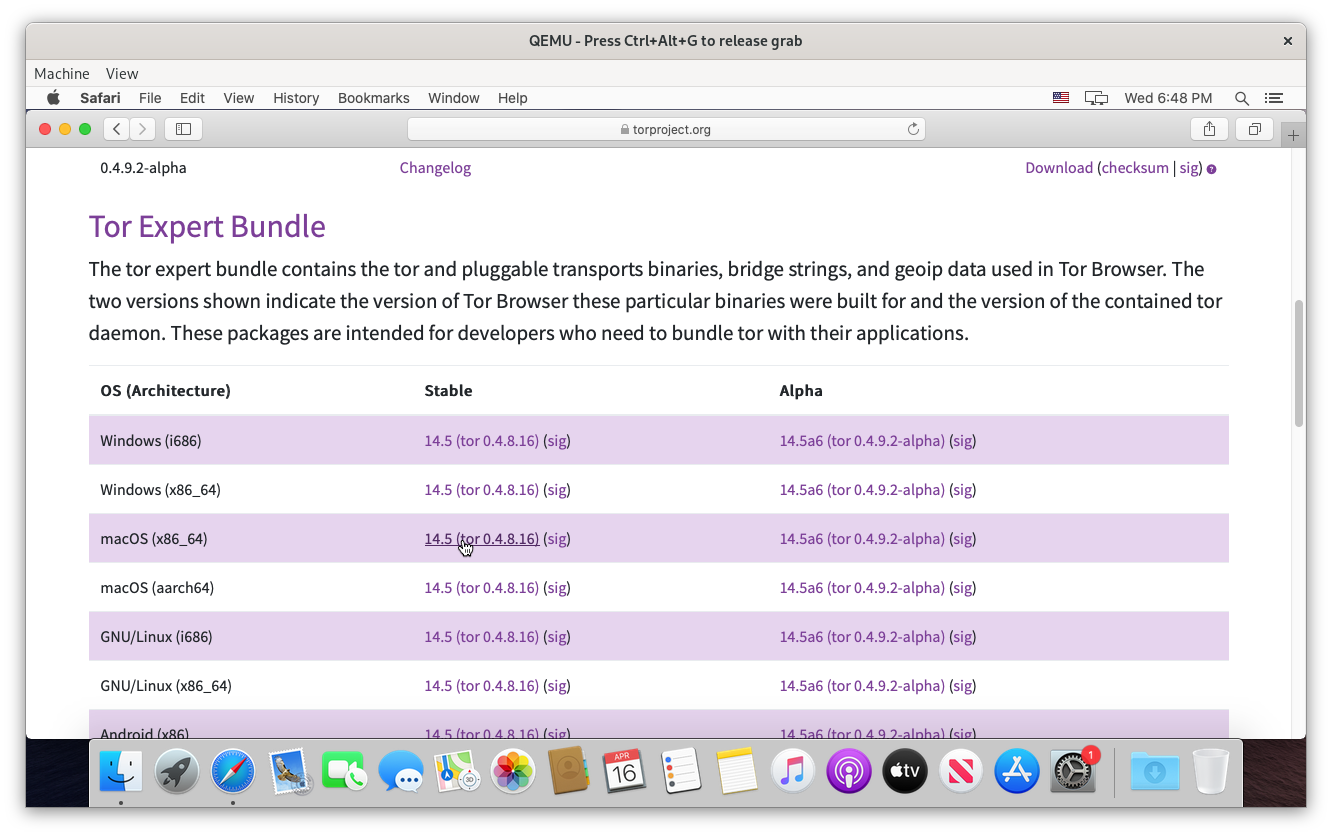 QEMU - Press Ctrl+Alt+G to release grab
Machine View
Safari File Edit View History Bookmarks Window Help Wed 6:48 PM
torproject.org
0.4.9.2-alpha Changelog Download (checksum | sig) ?
Tor Expert Bundle
The tor expert bundle contains the tor and pluggable transports binaries, bridge strings, and geoip data used in Tor Browser. The
two versions shown indicate the version of Tor Browser these particular binaries were built for and the version of the contained tor
daemon. These packages are intended for developers who need to bundle tor with their applications.
OS (Architecture) Stable Alpha
Windows (i686) 14.5 (tor 0.4.8.16) (sig) 14.5a6 (tor 0.4.9.2-alpha) (sig)
Windows (x86_64) 14.5 (tor 0.4.8.16) (sig) 14.5a6 (tor 0.4.9.2-alpha) (sig)
macOS (x86_64) 14.5 (tor 0.4.8.16) (sig) 14.5a6 (tor 0.4.9.2-alpha) (sig)
macOS (aarch64) 14.5 (tor 0.4.8.16) (sig) 14.5a6 (tor 0.4.9.2-alpha) (sig)
GNU/Linux (i686) 14.5 (tor 0.4.8.16) (sig) 14.5a6 (tor 0.4.9.2-alpha) (sig)
GNU/Linux (x86_64) 14.5 (tor 0.4.8.16) (sig) 14.5a6 (tor 0.4.9.2-alpha) (sig)
Android (x86) 14.5 (tor 0.4.8.16) (sig) 14.5a6 (tor 0.4.9.2-alpha) (sig)
3D
APR
16
tv
1